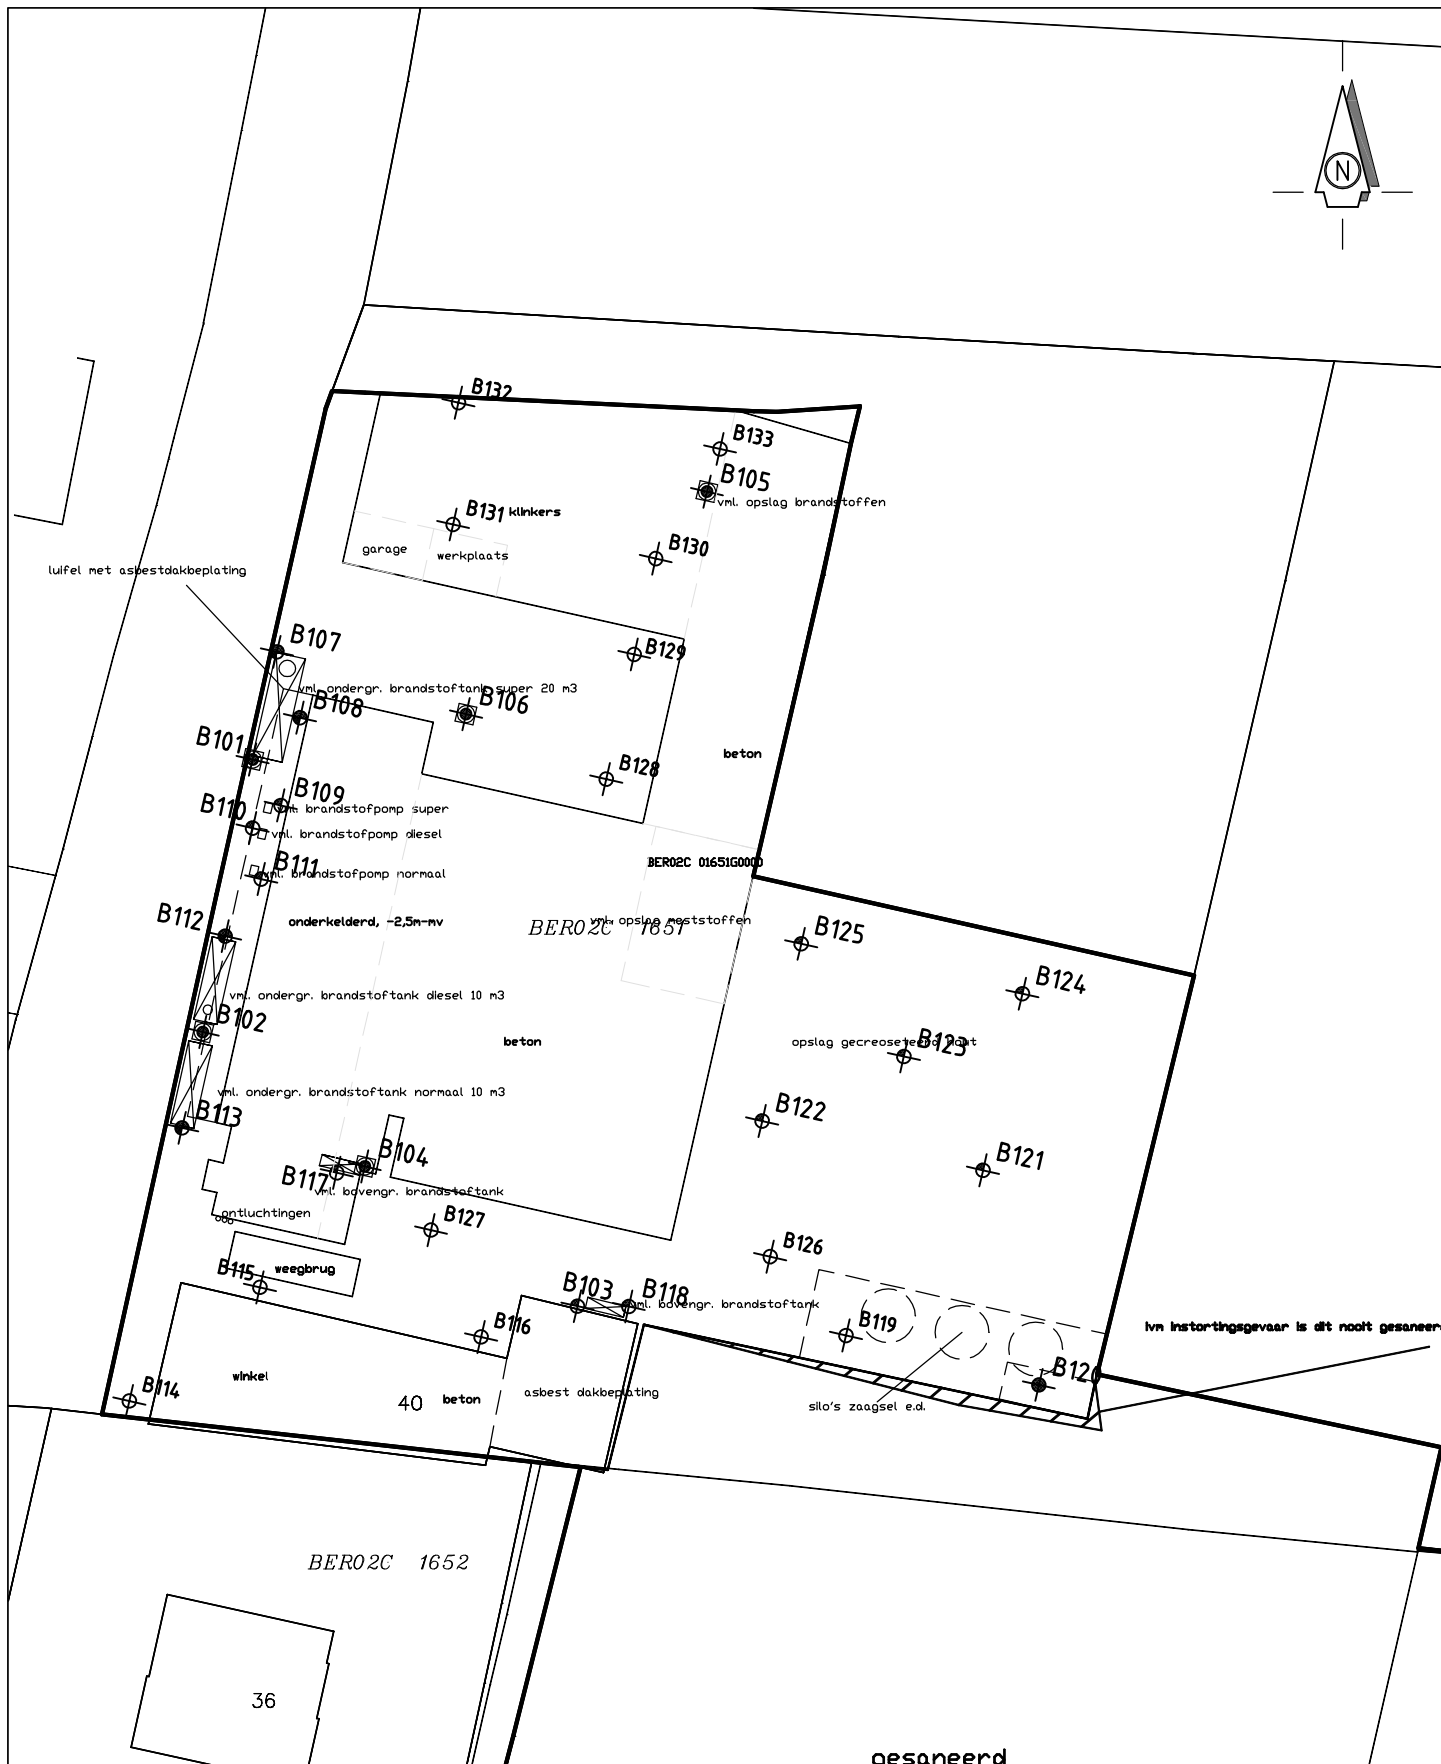 N
B132
B133
B105
vml. opslag brandstoffen
B131
klinkers
B130
garage
werkplaats
luifel met asbestdakbeplating
B107
B129
vml. ondergr. brandstoftank super 20 m3
B108
B106
B101
beton
B128
B109
B110
vml. brandstofpomp super
vml. brandstofpomp diesel
B111
vml. brandstofpomp normaal
BER02C 01651G0000
B112
onderkelderd, -2,5m-mv
BER02C 1651
vml. opslag meststoffen
B125
B124
vml. ondergr. brandstoftank diesel 10 m3
B102
beton
opslag gecreosoteerd hout
B123
vml. ondergr. brandstoftank normaal 10 m3
B113
B122
B104
B121
B117
vml. bovengr. brandstoftank
ontluchtingen
B127
B126
B115
weegbrug
B103
B118
vml. bovengr. brandstoftank
B116
B119
ivm instortingsgevaar is dit nooit gesaneerd
winkel
B114
40
beton
asbest dakbeplating
silo's zaagsel e.d.
BER02C 1652
36
gesaneerd